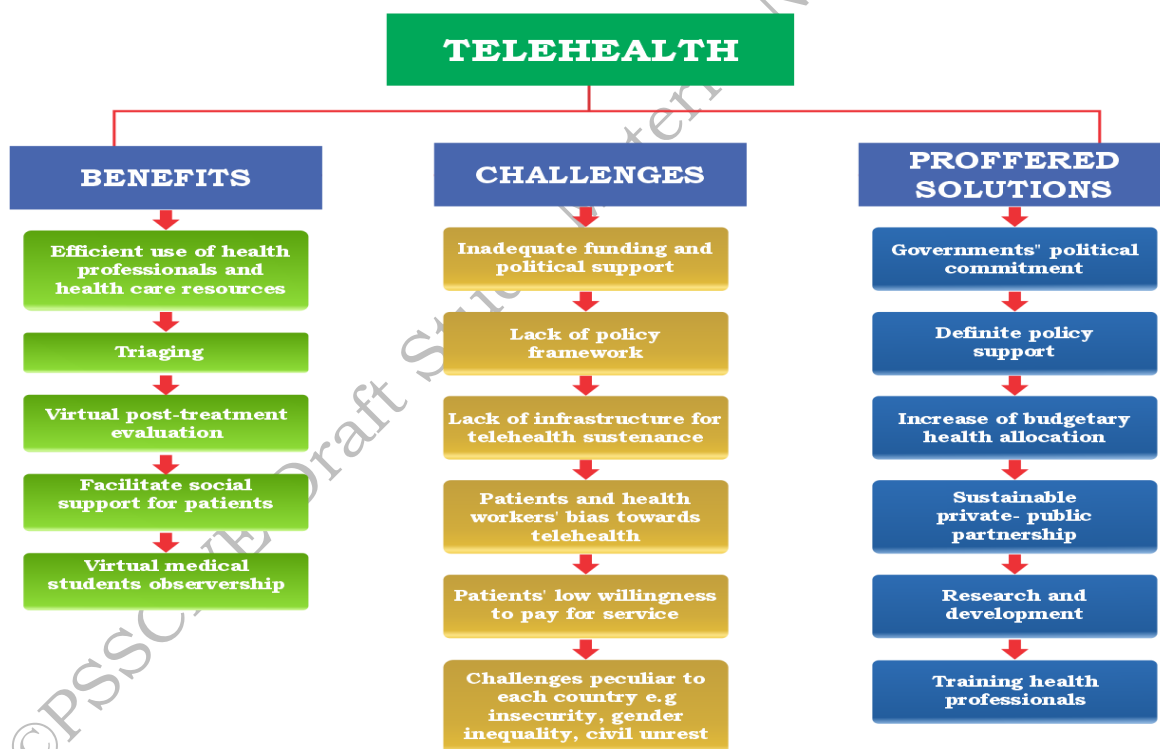 TELEHEALTH
BENEFITS
Efficient use of health
professionals and
health care resources
Triaging
Virtual post-treatment
evaluation
Facilitate social
support for patients
Virtual medical
students observership
CHALLENGES
Inadequate funding and
political support
Lack of policy
framework
Lack of infrastructure for
telehealth sustenance
Patients and health
workers' bias towards
telehealth
Patients' low willingness
to pay for service
Challenges peculiar to
each country e.g
insecurity, gender
inequality, civil unrest
PROFFERED
SOLUTIONS
Governments" political
commitment
Definite policy
support
Increase of budgetary
health allocation
Sustainable
private- public
partnership
Research and
development
Training health
professionals
©PSSCIVE Draft